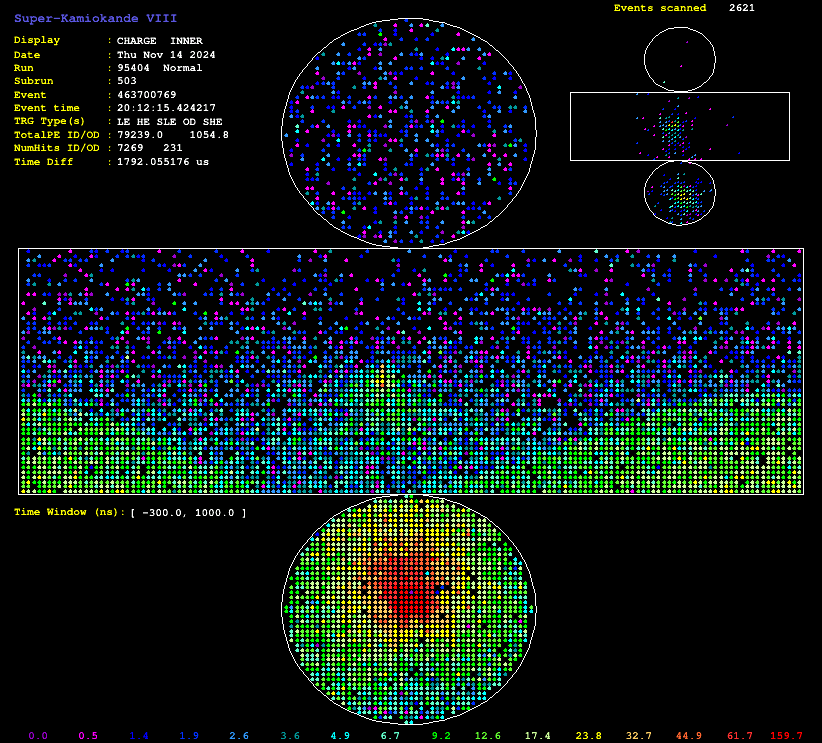 Super-Kamiokande VIII
Events scanned 2621
Display : CHARGE INNER
Date : Thu Nov 14 2024
Run : 95404 Normal
Subrun : 503
Event : 463700769
Event time : 20:12:15.424217
TRG Type(s) : LE HE SLE OD SHE
TotalPE ID/OD : 79239.0 1054.8
NumHits ID/OD : 7269 231
Time Diff : 1792.055176 us
Time Window (ns): [ -300.0, 1000.0 ]
0.0 0.5 1.4 1.9 2.6 3.6 4.9 6.7 9.2 12.6 17.4 23.8 32.7 44.9 61.7 159.7